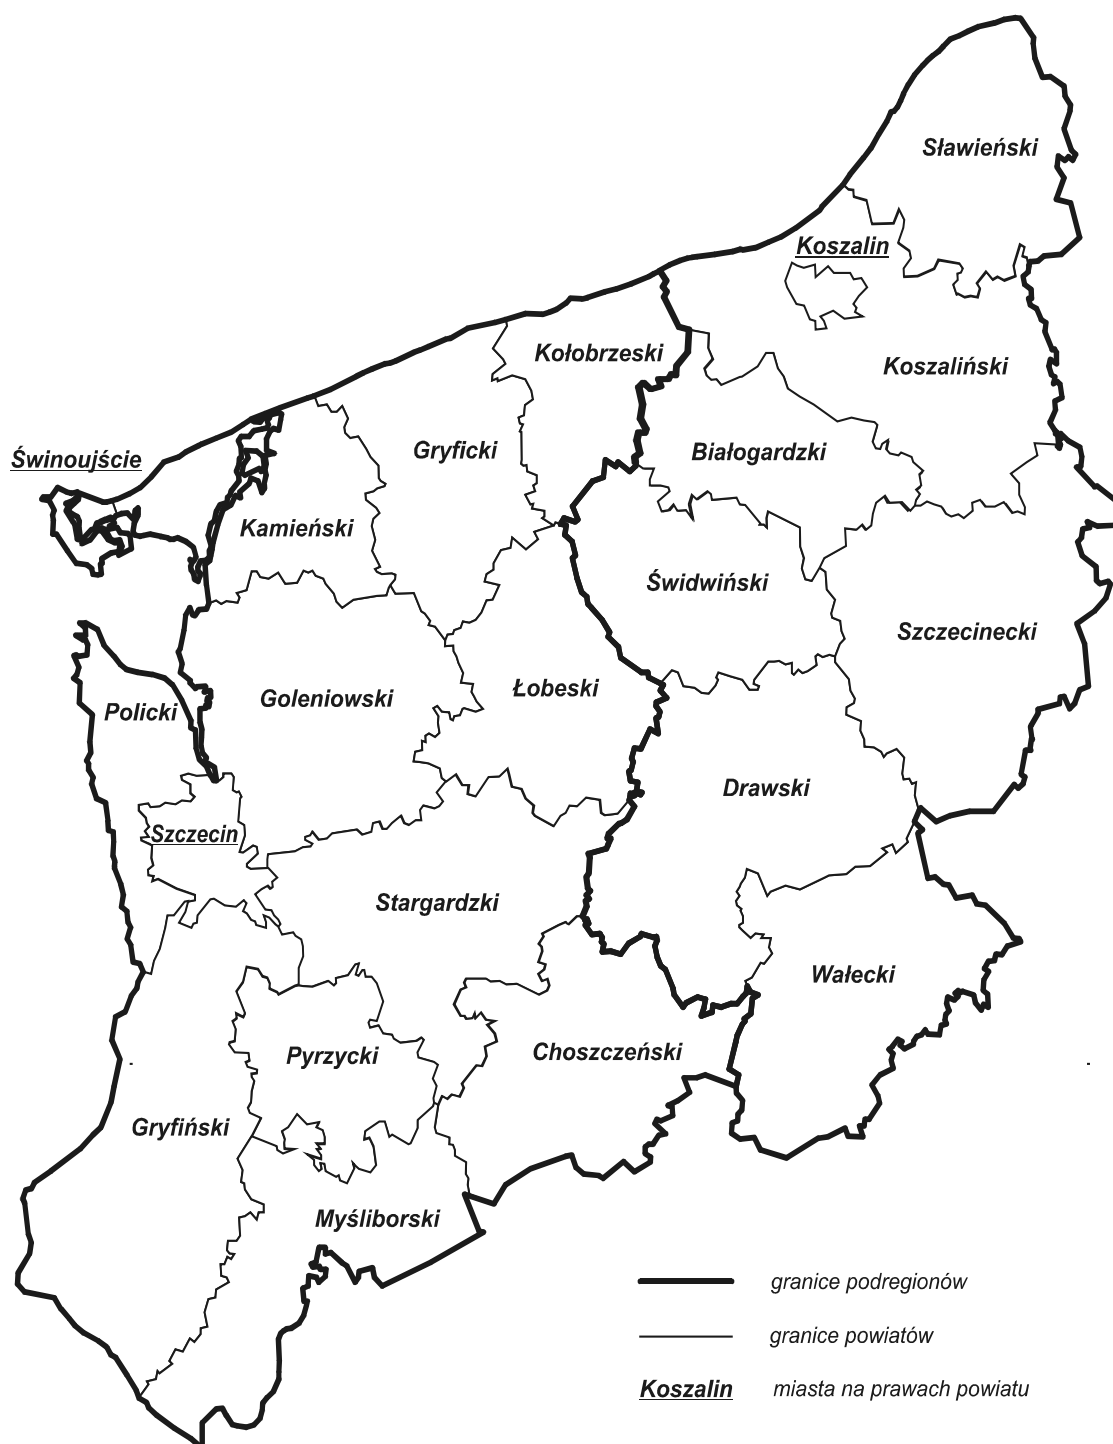 Sławieński
Koszalin
Kołobrzeski
Koszaliński
Gryficki
Białogardzki
Świnoujście
Kamieński
Świdwiński
Szczecinecki
Goleniowski
Łobeski
Policki
Drawski
Szczecin
Stargardzki
Wałecki
Pyrzycki
Choszczeński
Gryfiński
Myśliborski
granice podregionów
granice powiatów
Koszalin miasta na prawach powiatu